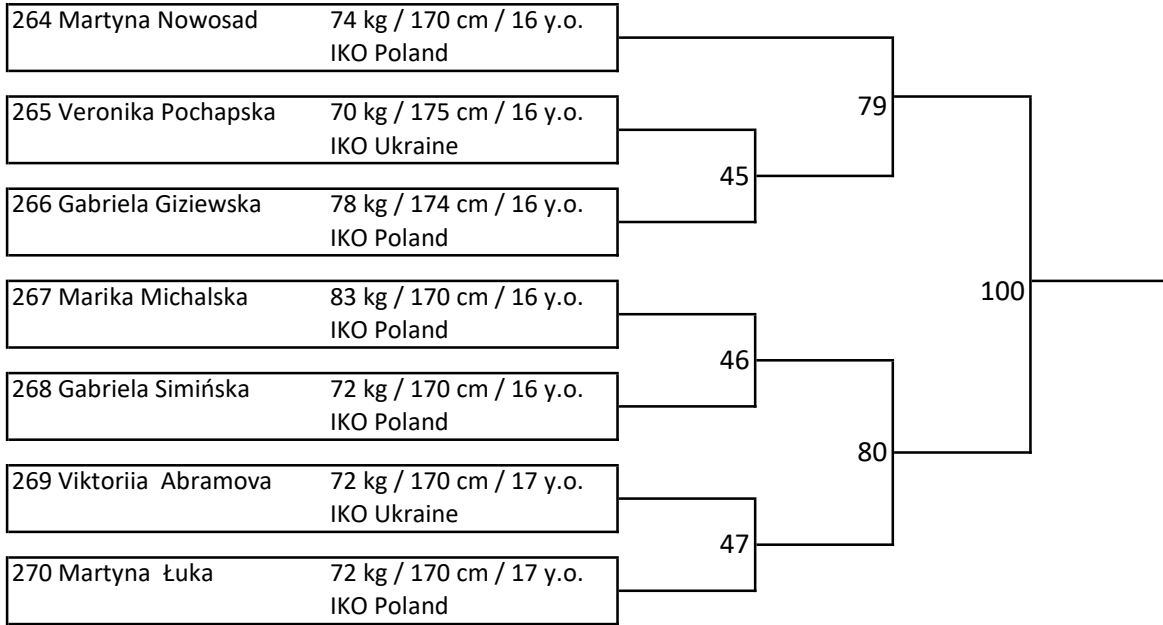 264 Martyna Nowosad 74 kg / 170 cm / 16 y.o.
IKO Poland
265 Veronika Pochapska 70 kg / 175 cm / 16 y.o.
IKO Ukraine
79
45
266 Gabriela Giziewska 78 kg / 174 cm / 16 y.o.
IKO Poland
267 Marika Michalska 83 kg / 170 cm / 16 y.o.
IKO Poland
100
46
268 Gabriela Simińska 72 kg / 170 cm / 16 y.o.
IKO Poland
80
269 Viktoriia Abramova 72 kg / 170 cm / 17 y.o.
IKO Ukraine
47
270 Martyna Łuka 72 kg / 170 cm / 17 y.o.
IKO Poland